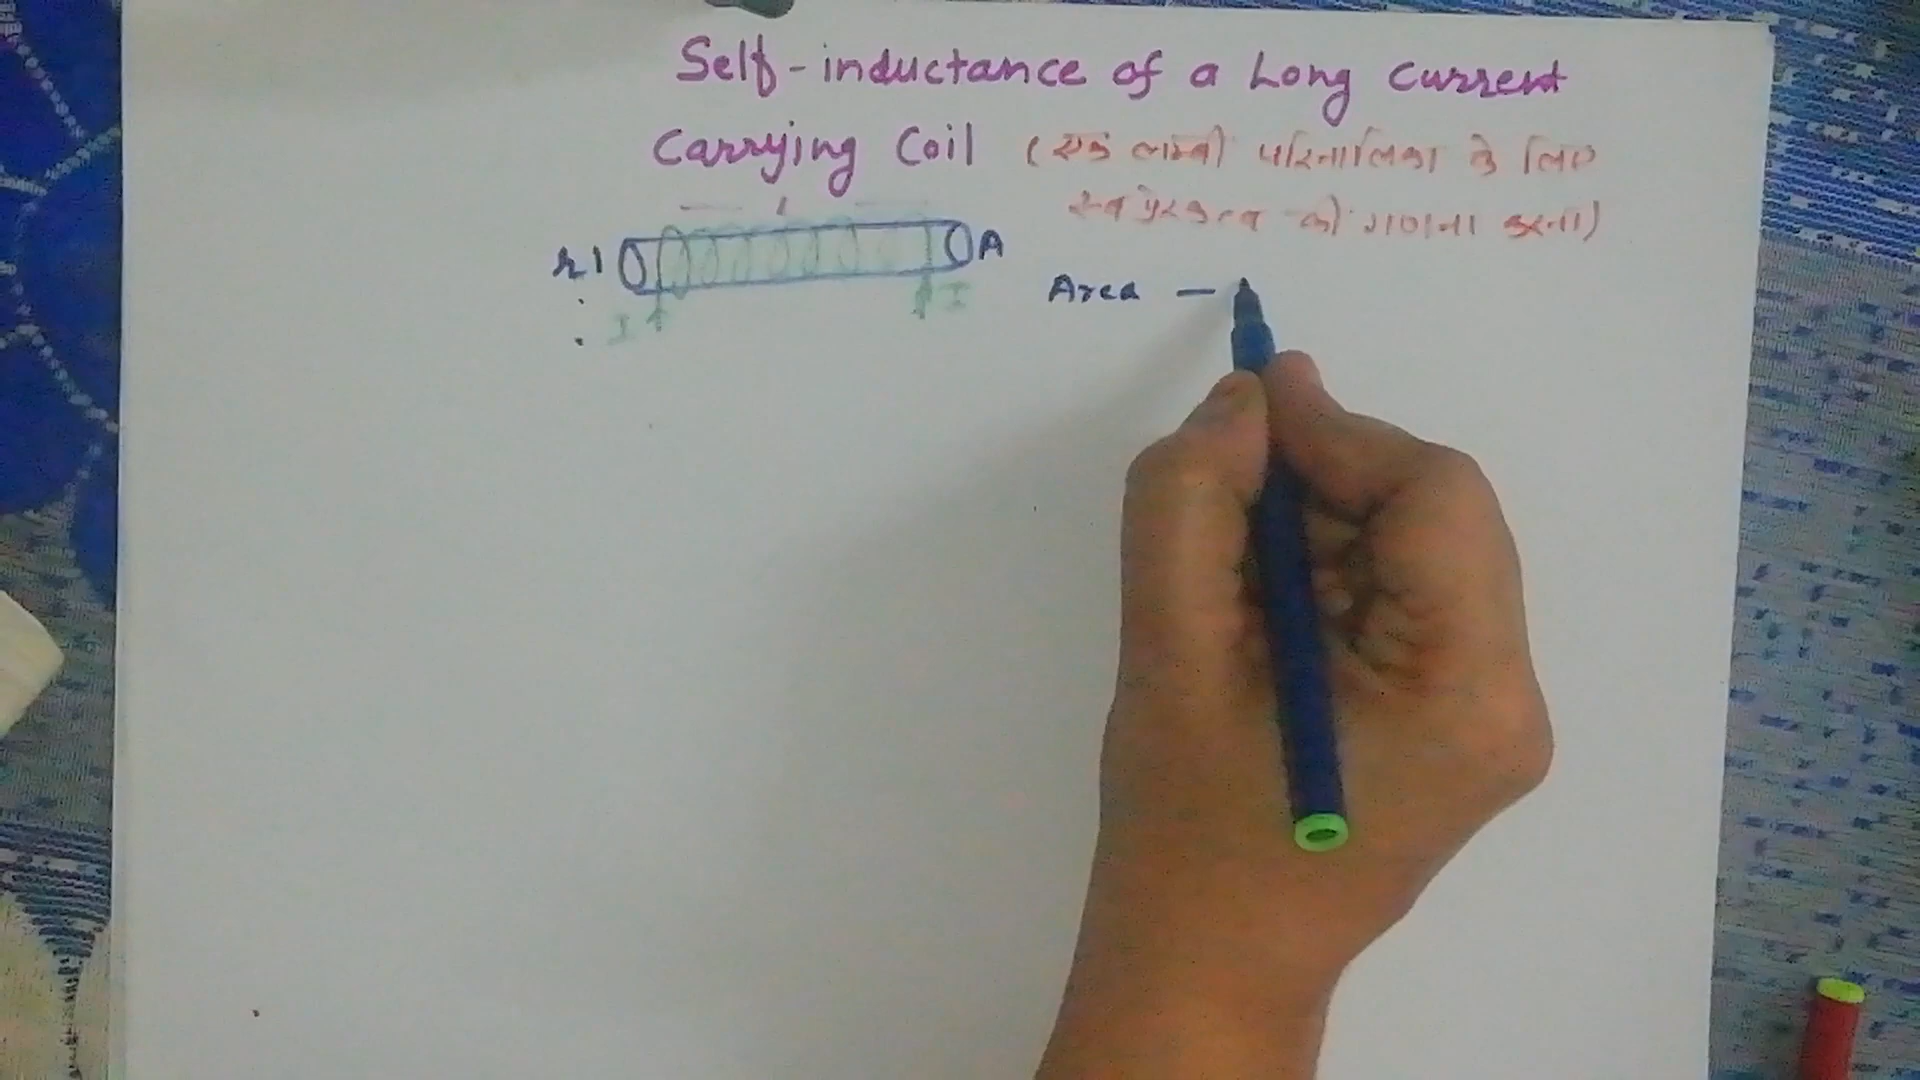 Self-inductance of a Long Current
Carrying Coil (एक लम्बी परिनालिका के लिए
स्वप्रेरकत्व की गणना करना)
l
r A
I I
Area —